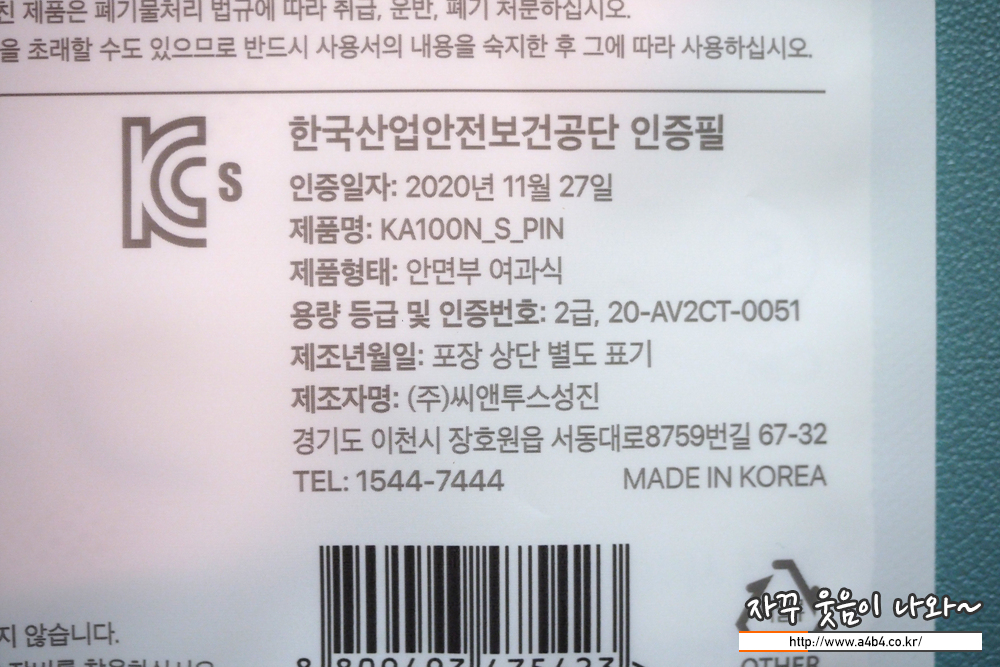 친 제품은 폐기물처리 법규에 따라 취급, 운반, 폐기 처분하십시오.
을 초래할 수도 있으므로 반드시 사용서의 내용을 숙지한 후 그에 따라 사용하십시오.
KCs
한국산업안전보건공단 인증필
인증일자: 2020년 11월 27일
제품명: KA100N_S_PIN
제품형태: 안면부 여과식
용량 등급 및 인증번호: 2급, 20-AV2CT-0051
제조년월일: 포장 상단 별도 표기
제조자명: (주)씨앤투스성진
경기도 이천시 장호원읍 서동대로8759번길 67-32
TEL: 1544-7444 MADE IN KOREA
지 않습니다.
자꾸 웃음이 나와~
http://www.a4b4.co.kr/
OTHER